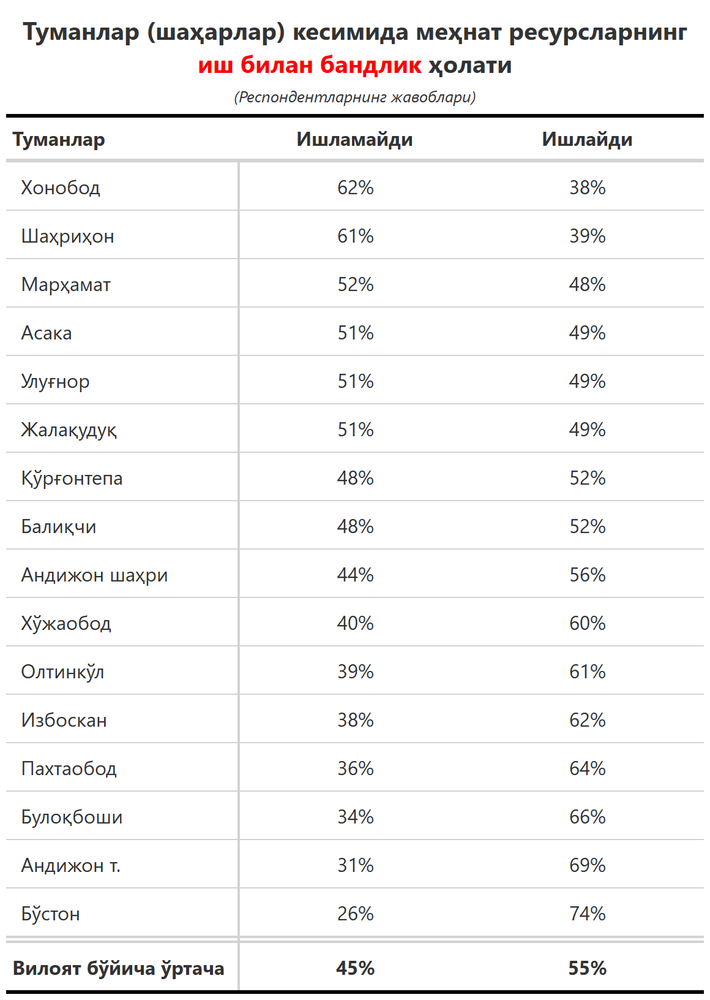 Туманлар (шаҳарлар) кесимида меҳнат ресурсларнинг
иш билан бандлик ҳолати
(Респондентларнинг жавоблари)
Туманлар Ишламайди Ишлайди
Хонобод 62% 38%
Шаҳриҳон 61% 39%
Марҳамат 52% 48%
Асака 51% 49%
Улуғнор 51% 49%
Жалақудуқ 51% 49%
Қўрғонтепа 48% 52%
Балиқчи 48% 52%
Андижон шаҳри 44% 56%
Хўжаобод 40% 60%
Олтинкўл 39% 61%
Избоскан 38% 62%
Пахтаобод 36% 64%
Булоқбоши 34% 66%
Андижон т. 31% 69%
Бўстон 26% 74%
Вилоят бўйича ўртача 45% 55%